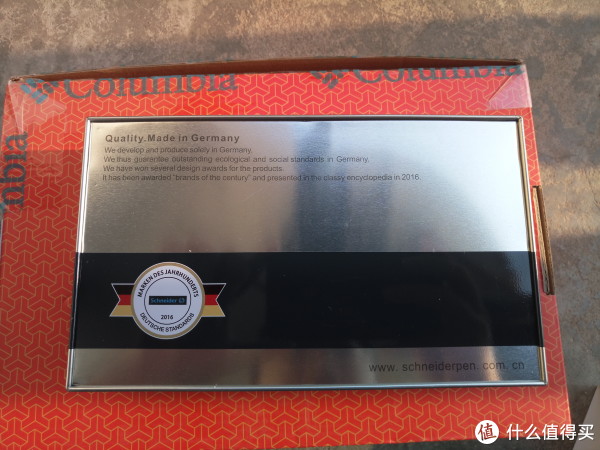 Columbia
Columbia
mbia
Quality.Made in Germany
We develop and produce solely in Germany.
We thus guarantee outstanding ecological and social standards in Germany.
We have won several design awards for the products.
It has been awarded "brands of the century" and presented in the classy encyclopedia in 2016.
MARKEN DES JAHRHUNDERTS
Schneider
2016
DEUTSCHE STANDARDS
www.schneiderpen.com.cn
值 什么值得买